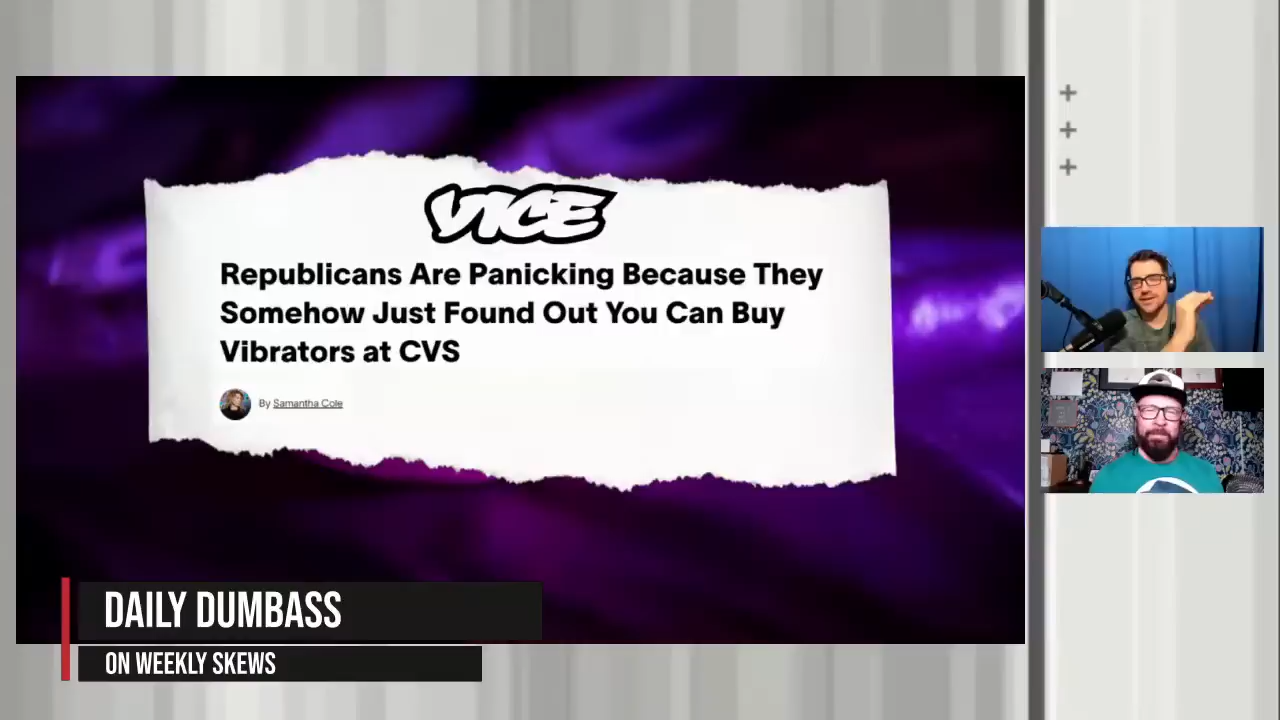 VICE
Republicans Are Panicking Because They
Somehow Just Found Out You Can Buy
Vibrators at CVS
By Samantha Cole
DAILY DUMBASS
ON WEEKLY SKEWS